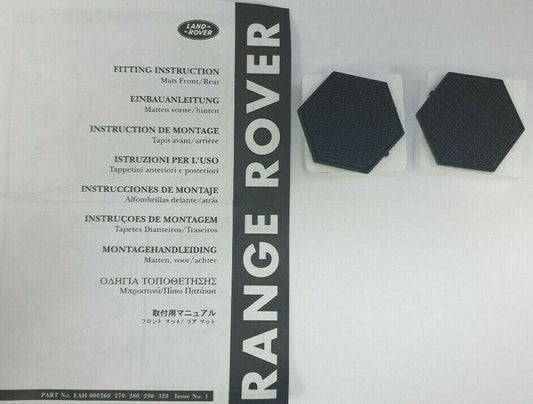 LAND-
-ROVER
FITTING INSTRUCTION
Mats Front/Rear
EINBAUANLEITUNG
Matten vorne/hinten
INSTRUCTION DE MONTAGE
Tapis avant/arrière
ISTRUZIONI PER L'USO
Tappetini anteriori e posteriori
INSTRUCCIONES DE MONTAJE
Alfombrillas delante/atrás
INSTRUÇOES DE MONTAGEM
Tapetes Dianteiros/Traseiros
MONTAGEHANDLEIDING
Matten, voor/achter
ΟΔΗΓΙΑ ΤΟΠΟΘΕΤΗΣΗΣ
Μπροστινά/Πίσω Πατάκια
取付用マニュアル
フロント マット/ リア マット
PART No. EAH 000260/270/280/290/320 Issue No. 1
RANGE ROVER